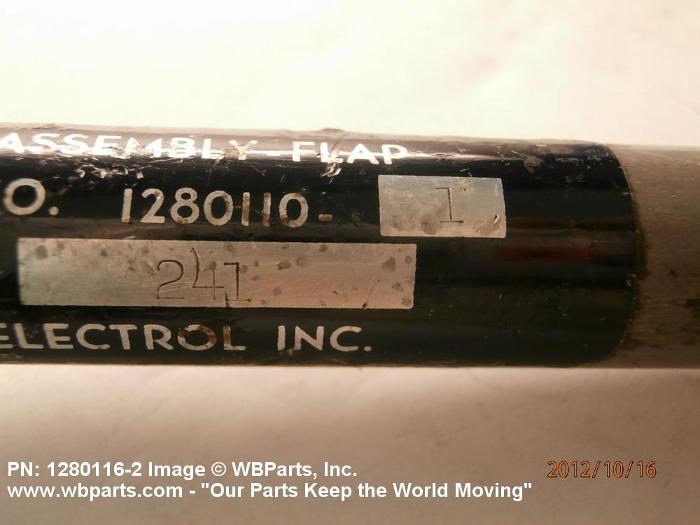 ASSEMBLY FLAP
O. 1280110- 1
241
ELECTROL INC.
PN: 1280116-2 Image © WBParts, Inc.
2012/10/16
www.wbparts.com - "Our Parts Keep the World Moving"